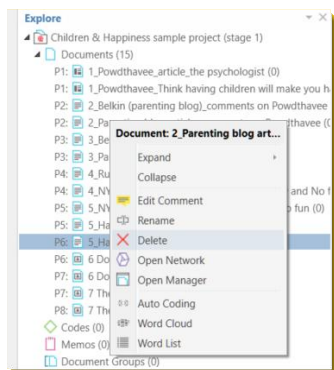 Explore
Children & Happiness sample project (stage 1)
Documents (15)
P1: 1_Powdthavee_article_the psychologist (0)
P1: 1_Powdthavee_Think having children will make you h
P2: 2_Belkin (parenting blog)_comments on Powdthavee
P2: 2_Pa
Document: 2_Parenting blog art...
P3: 3_Be
P3: 3_Pa
Expand
P4: 4_Ru
Collapse
P4: 4_NY
Edit Comment
and No f
P5: 5_NY
Rename
fun (0)
P5: 5_Ha
P6: 5_Ha
Delete
P6: 6 Do
Open Network
P7: 6 Do
Open Manager
P7: 7 The
P8: 7 The
Auto Coding
Codes (0)
Word Cloud
Memos (0)
Word List
Document Groups (0)